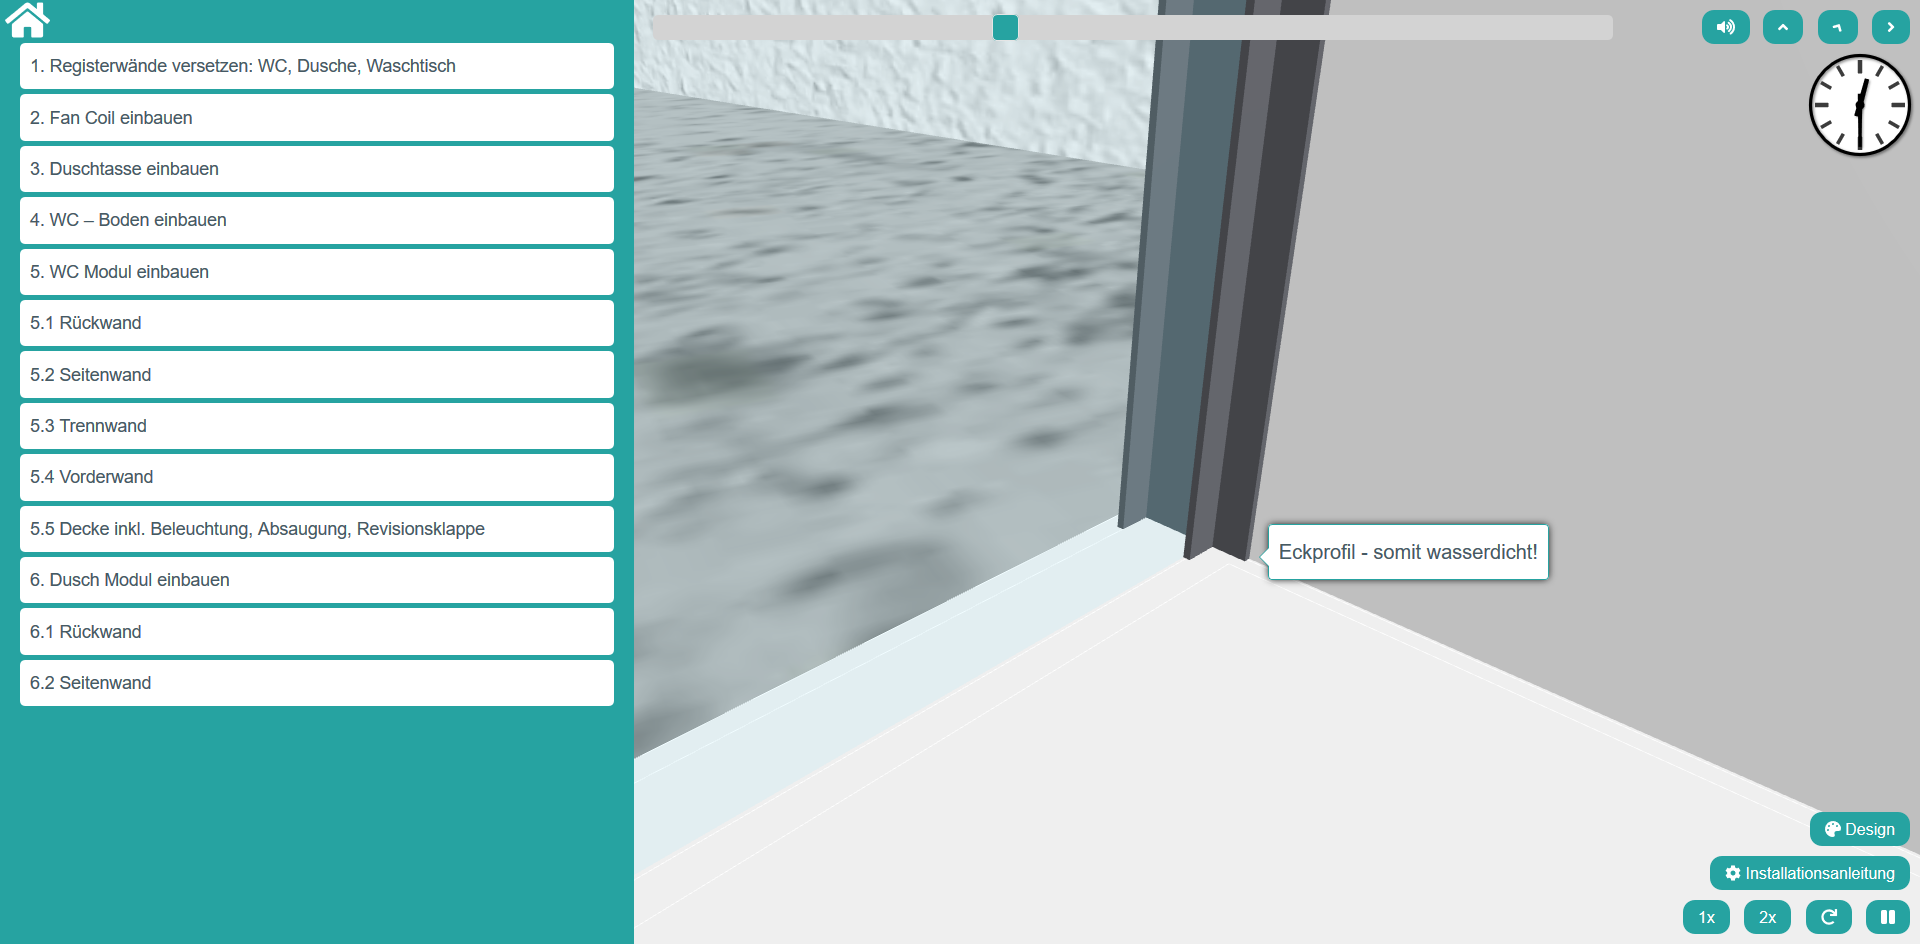 1. Registerwände versetzen: WC, Dusche, Waschtisch
2. Fan Coil einbauen
3. Duschtasse einbauen
4. WC – Boden einbauen
5. WC Modul einbauen
5.1 Rückwand
5.2 Seitenwand
5.3 Trennwand
5.4 Vorderwand
5.5 Decke inkl. Beleuchtung, Absaugung, Revisionsklappe
6. Dusch Modul einbauen
6.1 Rückwand
6.2 Seitenwand
Eckprofil - somit wasserdicht!
Design
Installationsanleitung
1x 2x